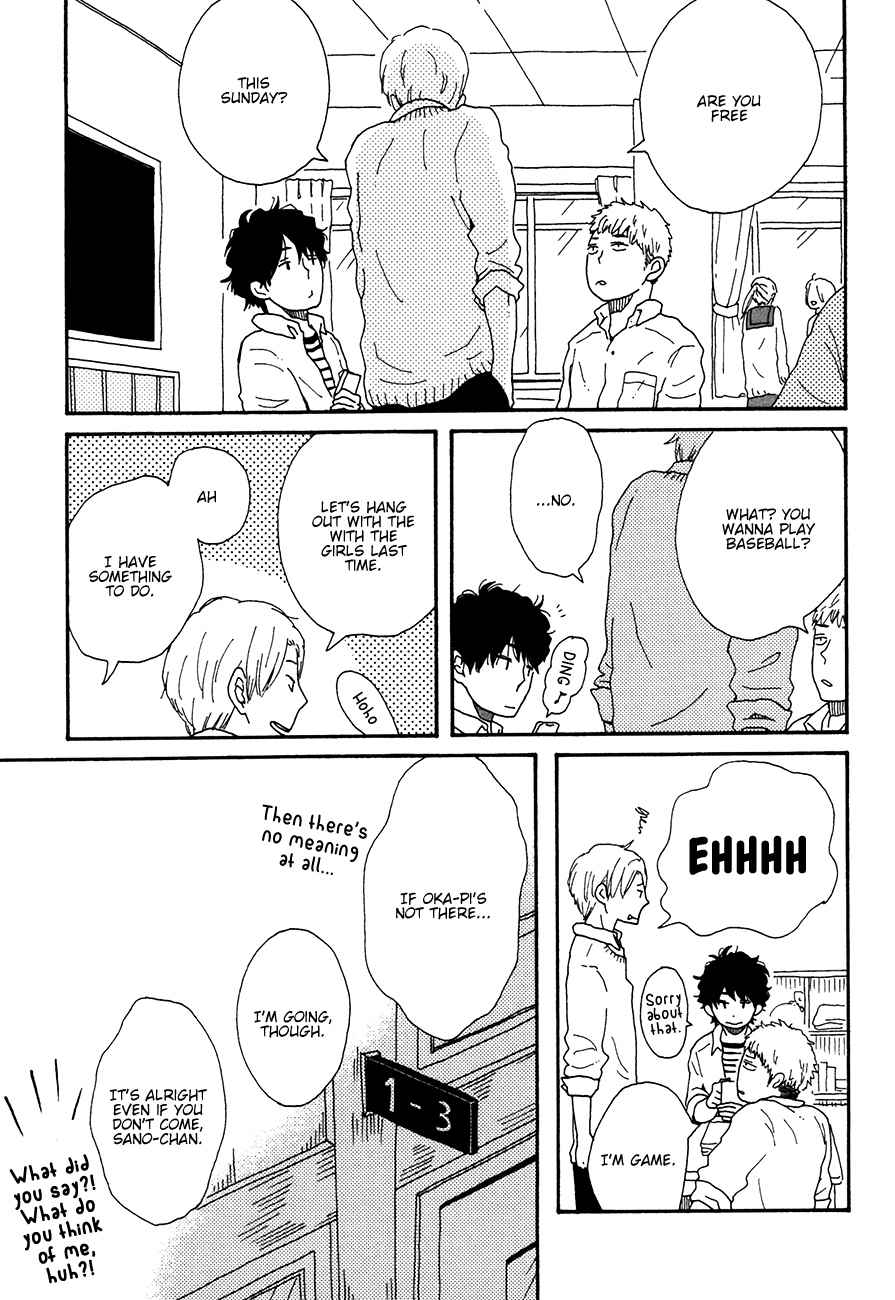 ARE YOU
FREE
THIS
SUNDAY?
WHAT? YOU
WANNA PLAY
BASEBALL?
...NO.
DING
LET'S HANG
OUT WITH THE
WITH THE
GIRLS LAST
TIME.
AH
I HAVE
SOMETHING
TO DO.
Hoho
EHHHH
Sorry
about
that.
I'M GAME.
IF OKA-PI'S
NOT THERE...
Then there's
no meaning
at all...
I'M GOING,
THOUGH.
1-3
IT'S ALRIGHT
EVEN IF YOU
DON'T COME,
SANO-CHAN.
What did
you say?!
What do
you think
of me,
huh?!